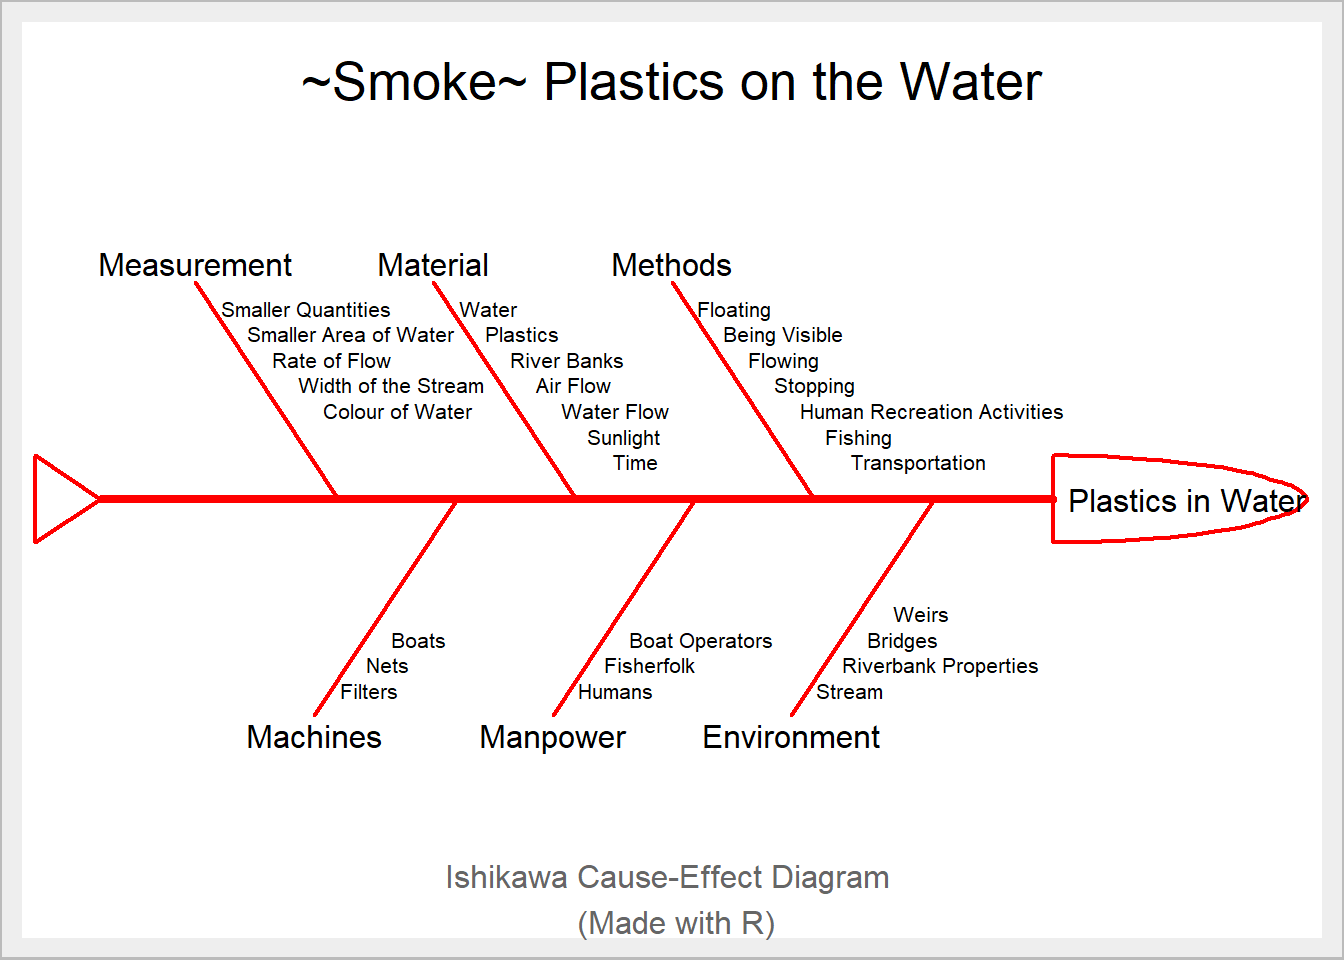 ~Smoke~ Plastics on the Water
Measurement
Smaller Quantities
Smaller Area of Water
Rate of Flow
Width of the Stream
Colour of Water
Material
Water
Plastics
River Banks
Air Flow
Water Flow
Sunlight
Time
Methods
Floating
Being Visible
Flowing
Stopping
Human Recreation Activities
Fishing
Transportation
Plastics in Water
Boats
Nets
Filters
Machines
Boat Operators
Fisherfolk
Humans
Manpower
Weirs
Bridges
Riverbank Properties
Stream
Environment
Ishikawa Cause-Effect Diagram
(Made with R)